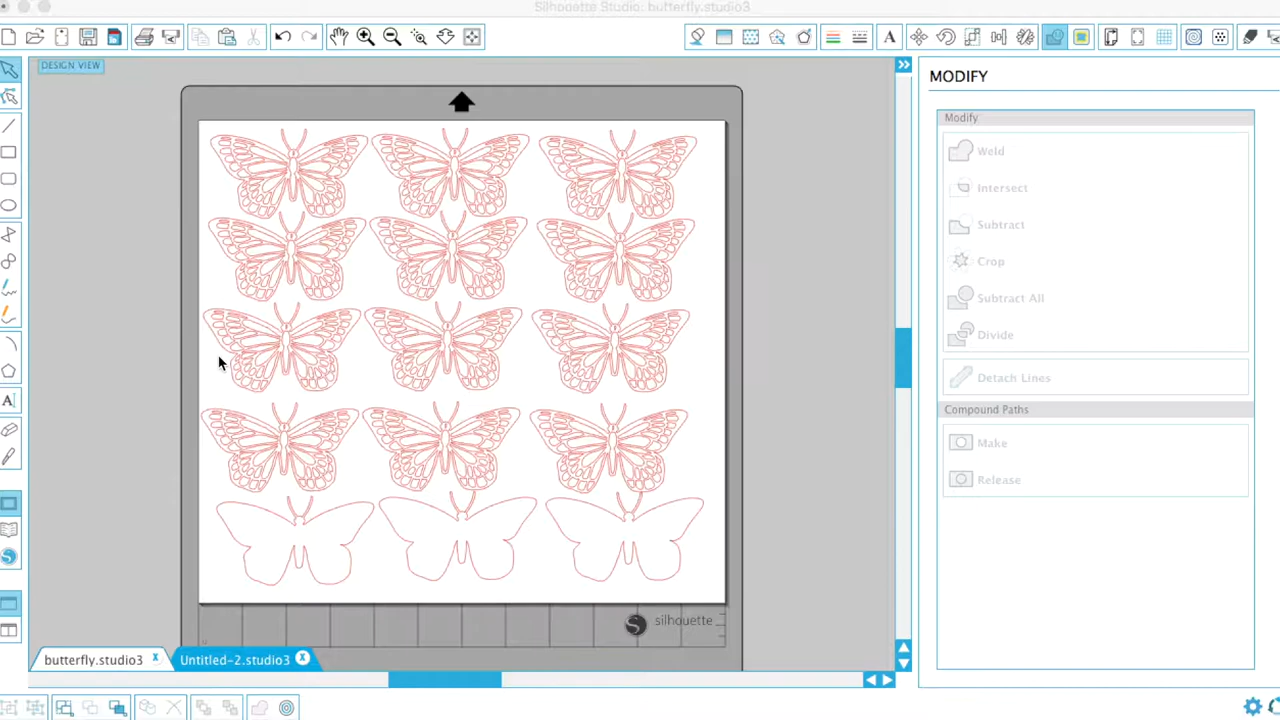 Silhouette Studio: butterfly.studio3
DESIGN VIEW
MODIFY
Modify
Weld
Intersect
Subtract
Crop
Subtract All
Divide
Detach Lines
Compound Paths
Make
Release
silhouette
butterfly.studio3
Untitled-2.studio3